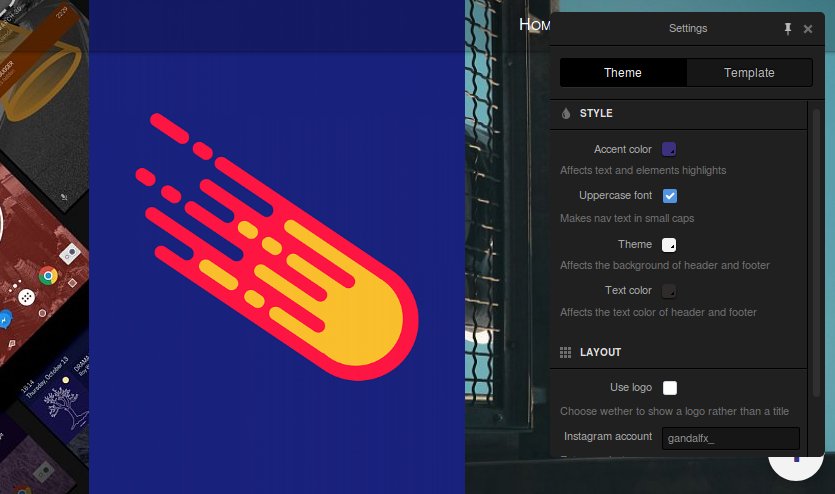 HOM
Settings
Theme
Template
STYLE
Accent color
Affects text and elements highlights
Uppercase font
Makes nav text in small caps
Theme
Affects the background of header and footer
Text color
Affects the text color of header and footer
LAYOUT
Use logo
Choose wether to show a logo rather than a title
Instagram account
gandalfx_
22:29
18:14
Thursday, October 13
DRAMA